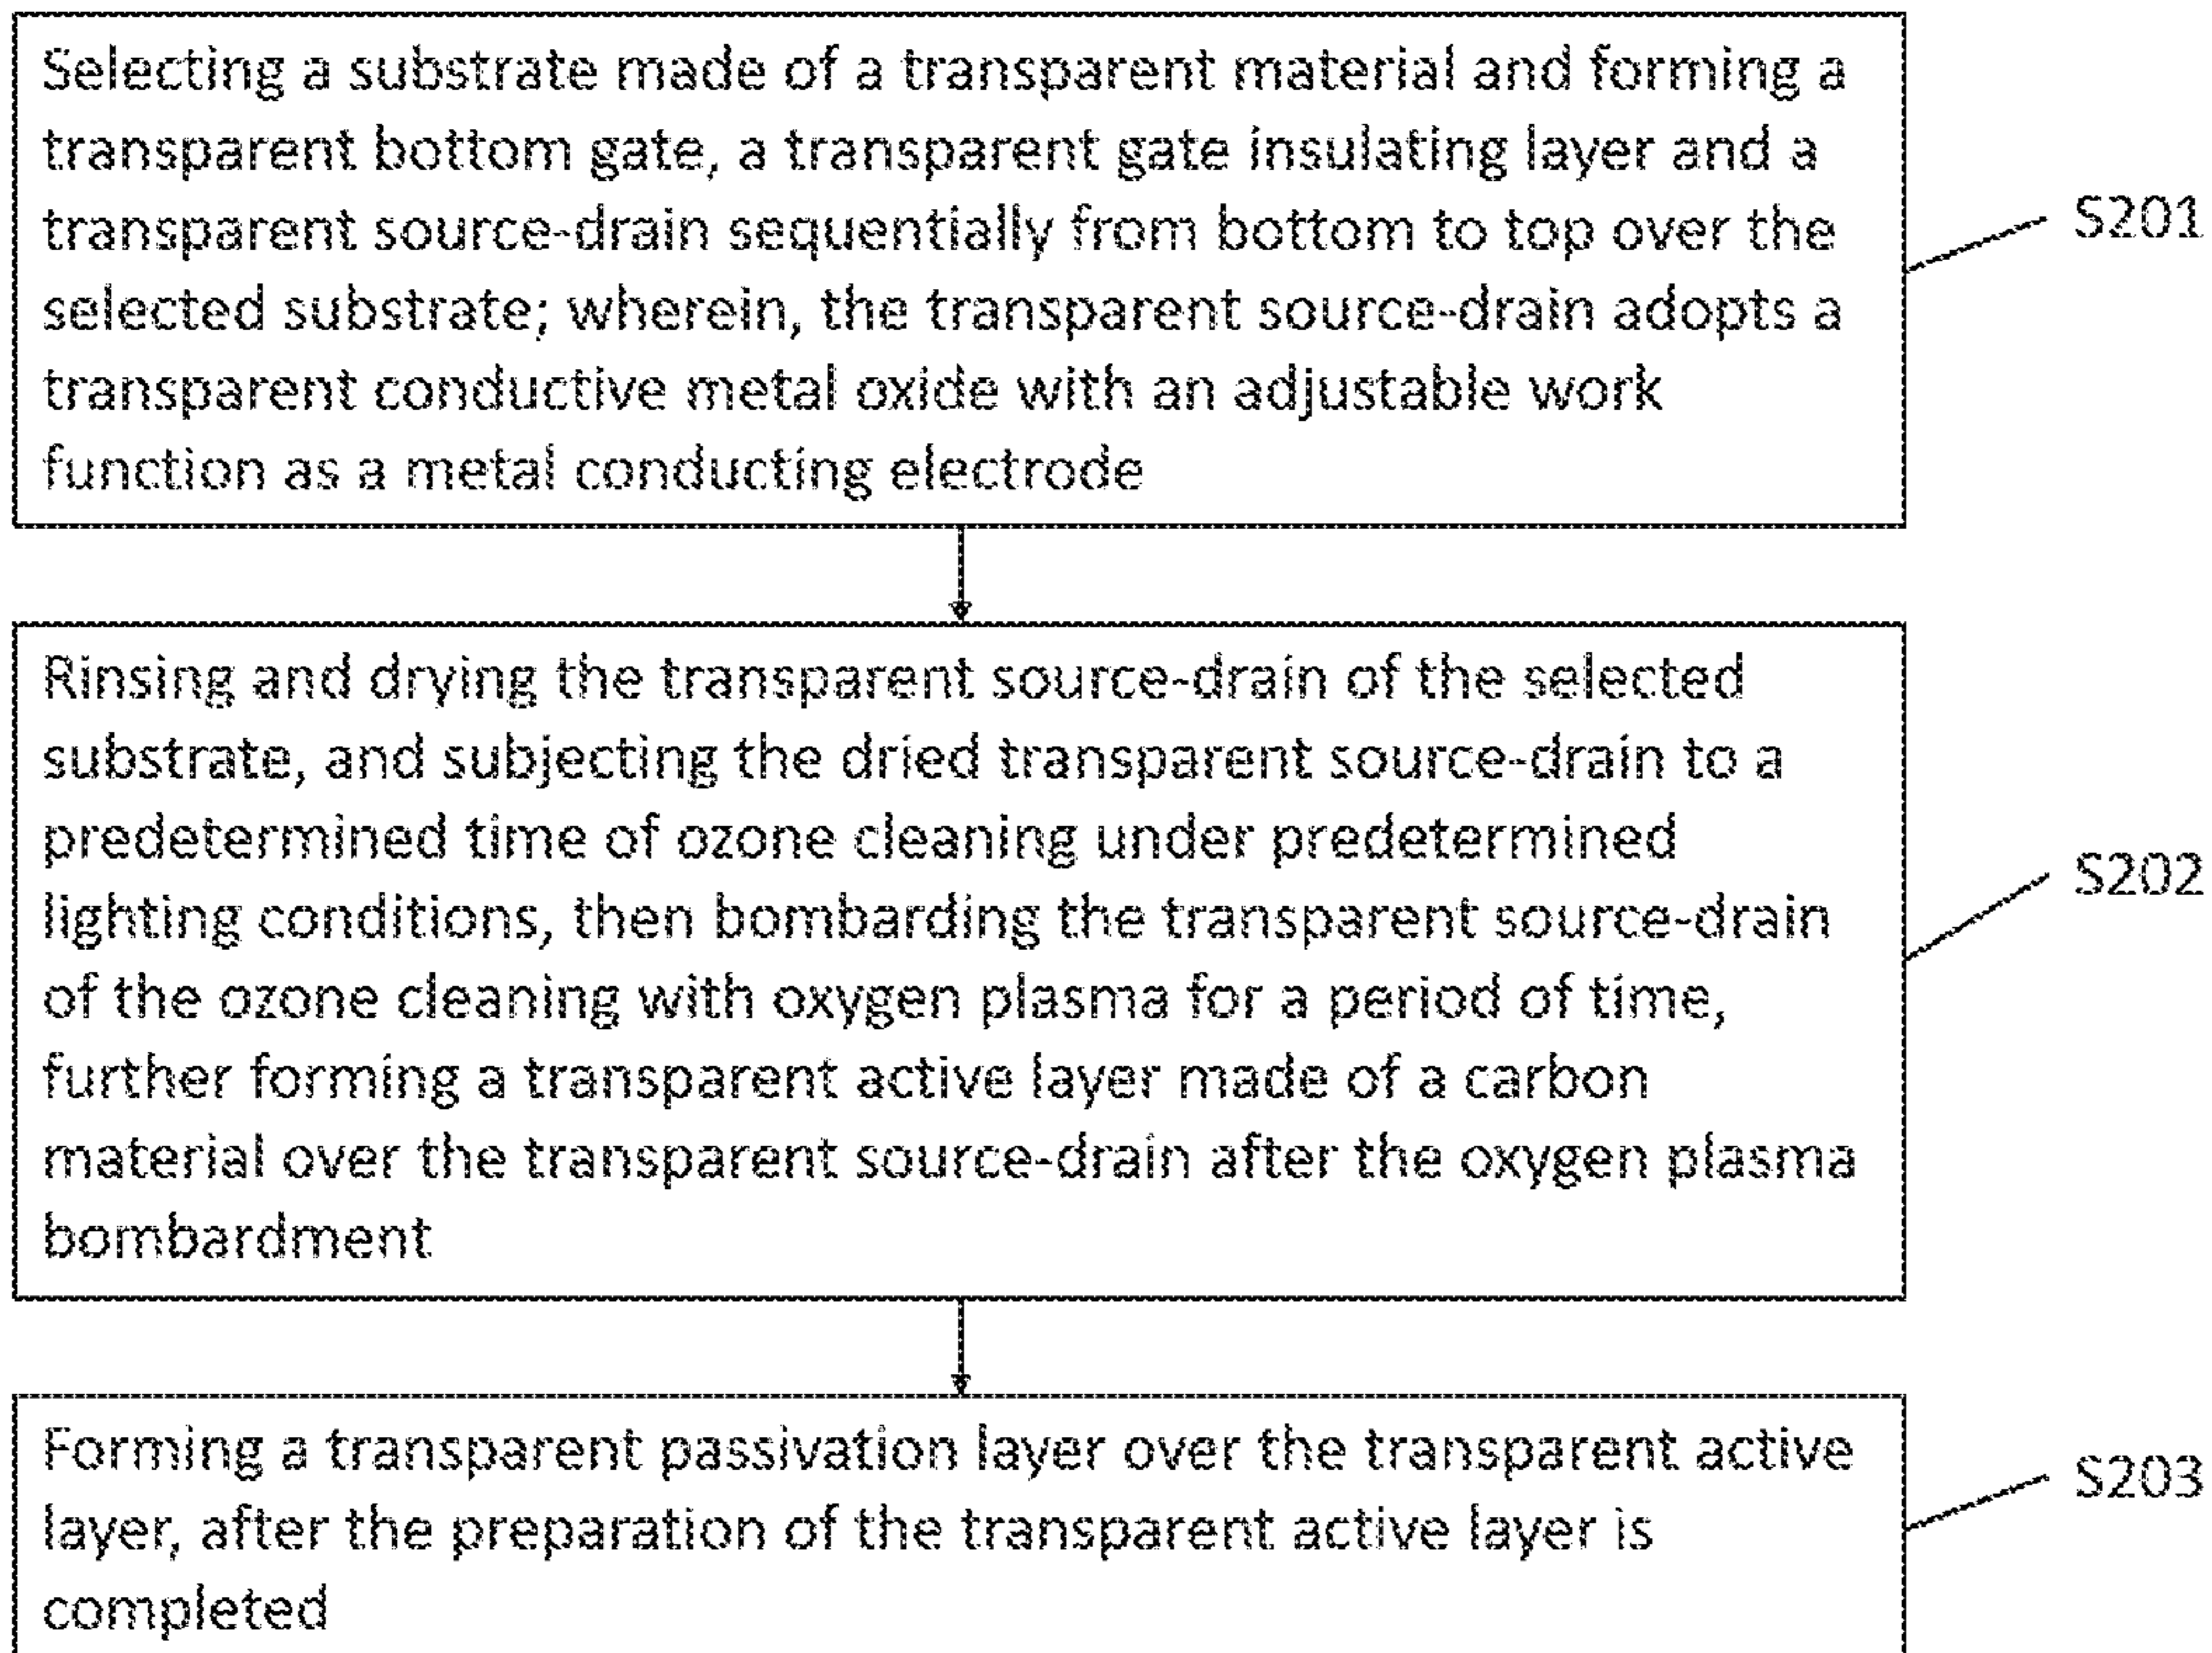 Selecting a substrate made of a transparent material and forming a
transparent bottom gate, a transparent gate insulating layer and a
transparent source-drain sequentially from bottom to top over the
selected substrate; wherein, the transparent source-drain adopts a
transparent conductive metal oxide with an adjustable work
function as a metal conducting electrode
S201
Rinsing and drying the transparent source-drain of the selected
substrate, and subjecting the dried transparent source-drain to a
predetermined time of ozone cleaning under predetermined
lighting conditions, then bombarding the transparent source-drain
of the ozone cleaning with oxygen plasma for a period of time,
further forming a transparent active layer made of a carbon
material over the transparent source-drain after the oxygen plasma
bombardment
S202
Forming a transparent passivation layer over the transparent active
layer, after the preparation of the transparent active layer is
completed
S203